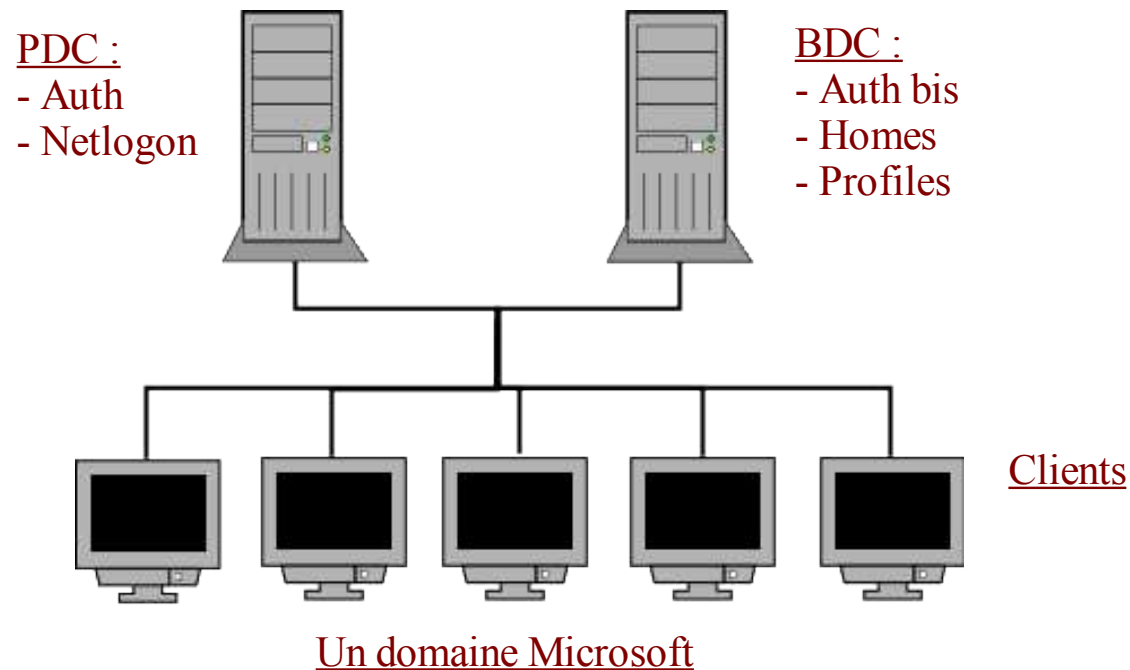 PDC :
- Auth
- Netlogon
BDC :
- Auth bis
- Homes
- Profiles
Clients
Un domaine Microsoft